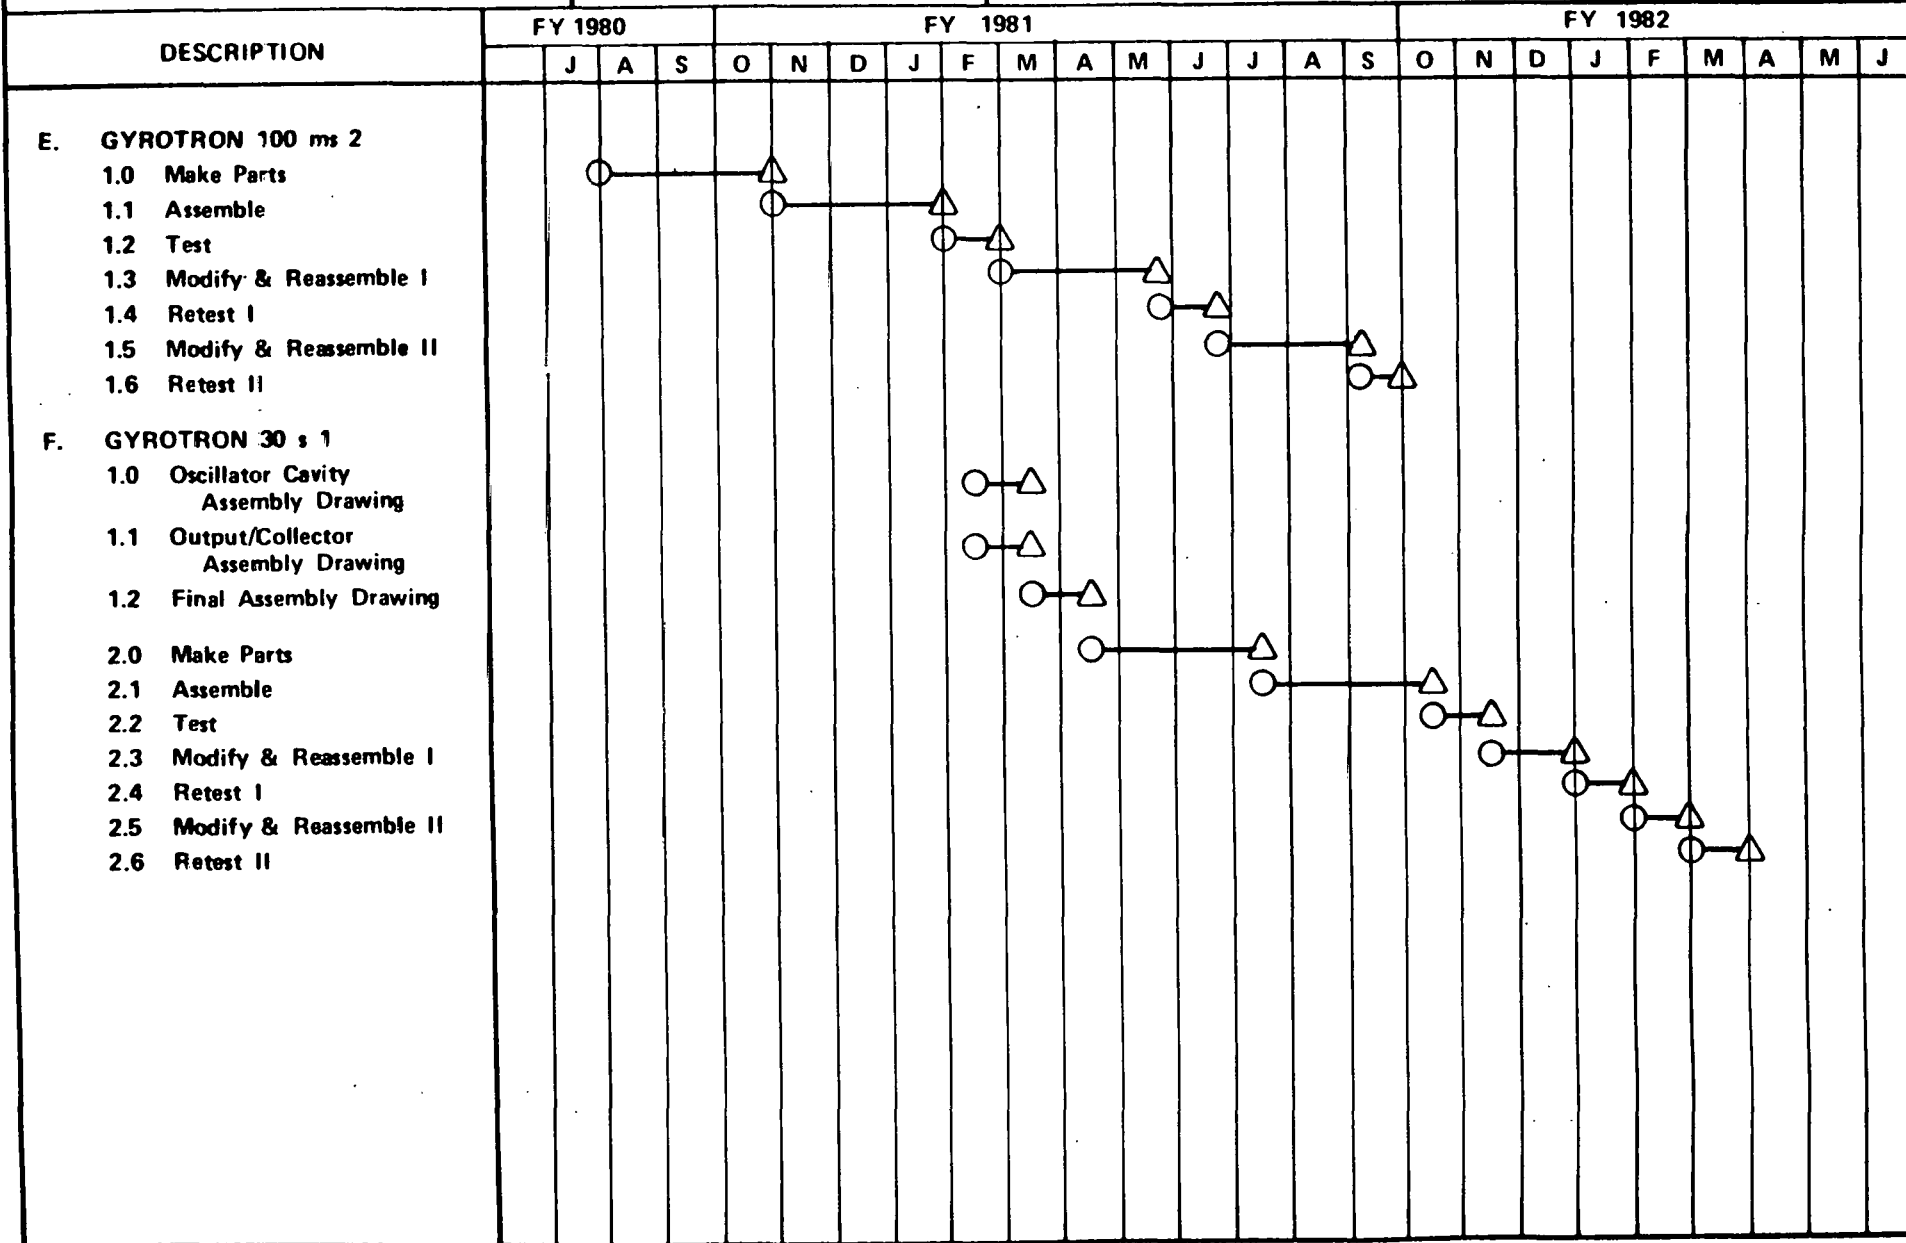 DESCRIPTION
FY 1980 FY 1981 FY 1982
J A S O N D J F M A M J J A S O N D J F M A M J
E. GYROTRON 100 ms 2
1.0 Make Parts
1.1 Assemble
1.2 Test
1.3 Modify & Reassemble I
1.4 Retest I
1.5 Modify & Reassemble II
1.6 Retest II
F. GYROTRON 30 s 1
1.0 Oscillator Cavity
Assembly Drawing
1.1 Output/Collector
Assembly Drawing
1.2 Final Assembly Drawing
2.0 Make Parts
2.1 Assemble
2.2 Test
2.3 Modify & Reassemble I
2.4 Retest I
2.5 Modify & Reassemble II
2.6 Retest II